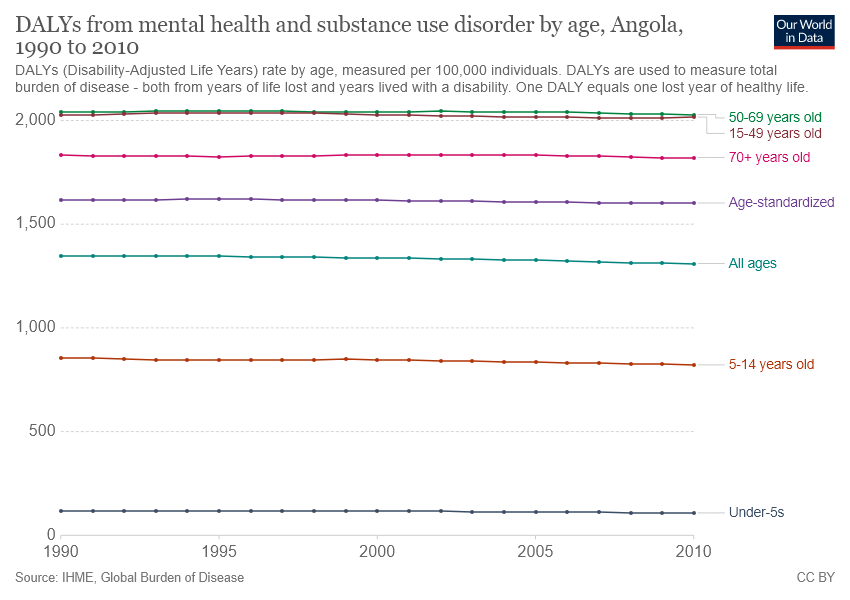 DALYs from mental health and substance use disorder by age, Angola,
1990 to 2010
Our World
in Data
DALYs (Disability-Adjusted Life Years) rate by age, measured per 100,000 individuals. DALYs are used to measure total
burden of disease - both from years of life lost and years lived with a disability. One DALY equals one lost year of healthy life.
2,000
50-69 years old
15-49 years old
70+ years old
Age-standardized
1,500
All ages
1,000
5-14 years old
500
Under-5s
0
1990 1995 2000 2005 2010
Source: IHME, Global Burden of Disease
CC BY